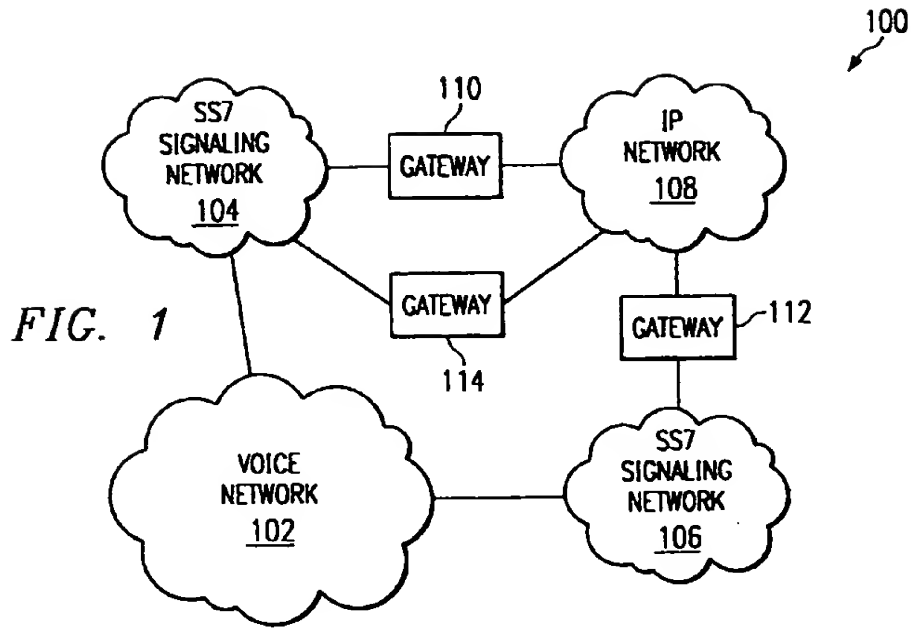 100
SS7
SIGNALING
NETWORK
104
110
GATEWAY
IP
NETWORK
108
GATEWAY
114
GATEWAY
112
FIG. 1
VOICE
NETWORK
102
SS7
SIGNALING
NETWORK
106